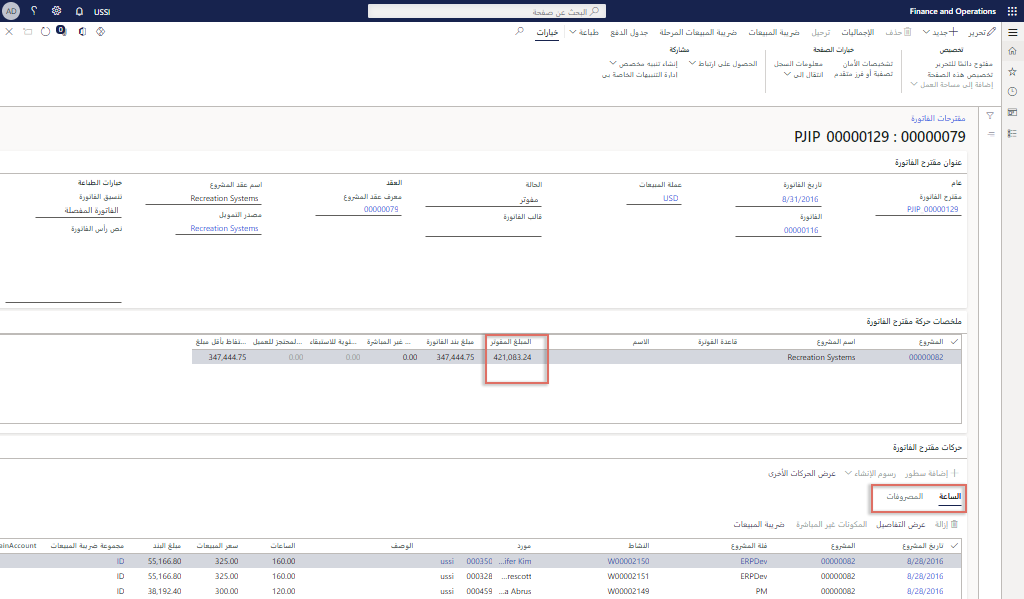 Finance and Operations
البحث عن صفحة
USSI
AD
تحرير
جديد
حذف
الإجماليات
ترحيل
ضريبة المبيعات
ضريبة المبيعات المرحلة
جدول الدفع
طباعة
خيارات
0
تخصيص
خيارات الصفحة
مشاركة
مفتوح دائمًا للتحرير
تشخيصات الأمان
معلومات السجل
الحصول على ارتباط
إنشاء تنبيه مخصص
تخصيص هذه الصفحة
تصفية أو فرز متقدم
انتقال إلى
إدارة التنبيهات الخاصة بي
إضافة إلى مساحة العمل
مقترحات الفاتورة
PJIP_00000129 : 00000079
عنوان مقترح الفاتورة
عام
مقترح الفاتورة
PJIP_00000129
تاريخ الفاتورة
8/31/2016
الفاتورة
00000116
عملة المبيعات
USD
الحالة
مفوتر
قالب الفاتورة
العقد
معرف عقد المشروع
00000079
اسم عقد المشروع
Recreation Systems
مصدر التمويل
Recreation Systems
خيارات الطباعة
تنسيق الفاتورة
الفاتورة المفصلة
نص رأس الفاتورة
ملخصات حركة مقترح الفاتورة
المشروع اسم المشروع قاعدة الفوترة الاسم المبلغ المفوتر مبلغ بند الفاتورة غير المباشرة ... ...لوبة للاستبقاء ...لمحتجز للعميل ...تفاظ بأقل مبلغ
00000082 Recreation Systems 421,083.24 347,444.75 0.00 0.00 0.00 347,444.75
حركات مقترح الفاتورة
إضافة سطور
رسوم الإنشاء
عرض الحركات الأخرى
الساعة
المصروفات
إزالة
عرض التفاصيل
المكونات غير المباشرة
ضريبة المبيعات
تاريخ المشروع المشروع فئة المشروع النشاط مورد الوصف الساعات سعر المبيعات مبلغ البند مجموعة ضريبة المبيعات ainAccount
8/28/2016 00000082 ERPDev W00002150 ...ifer Kim 000350 ussi 160.00 325.00 55,166.80 ID
8/28/2016 00000082 ERPDev W00002151 ...rescott 000328 ussi 160.00 325.00 55,166.80 ID
8/28/2016 00000082 PM W00002149 ...a Abrus 000459 ussi 120.00 300.00 38,192.40 ID